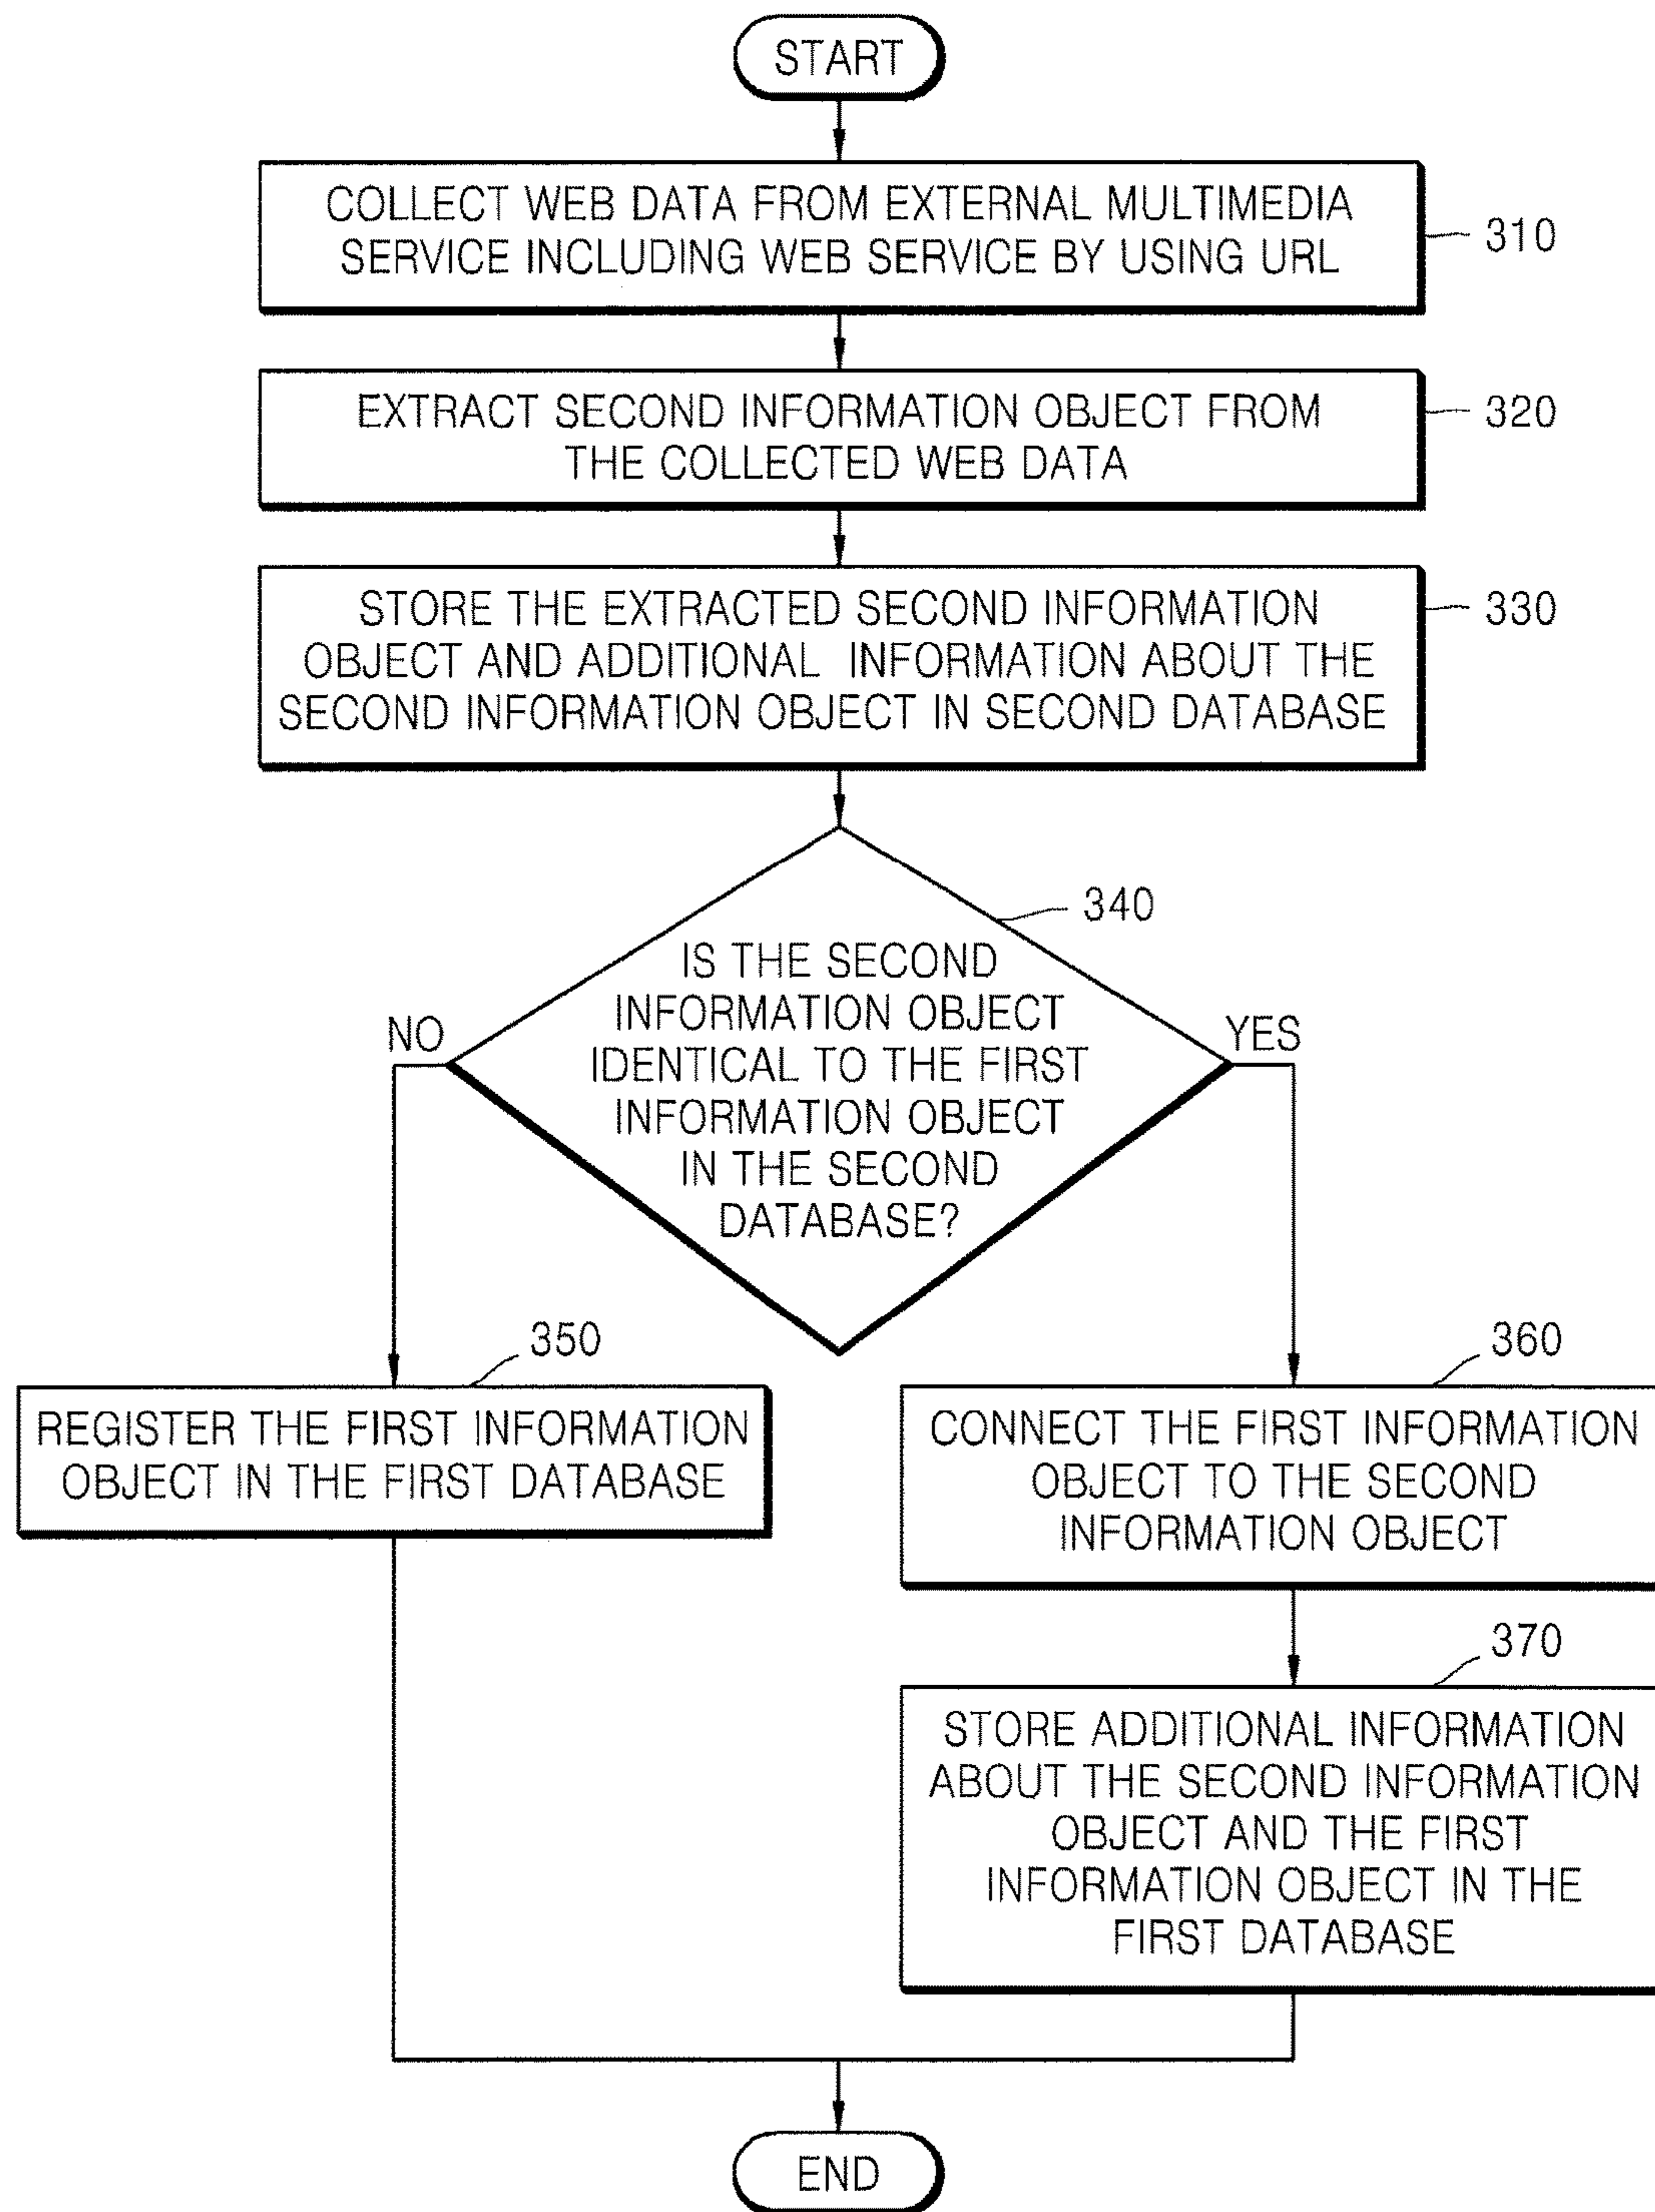 START
COLLECT WEB DATA FROM EXTERNAL MULTIMEDIA
SERVICE INCLUDING WEB SERVICE BY USING URL
310
EXTRACT SECOND INFORMATION OBJECT FROM
THE COLLECTED WEB DATA
320
STORE THE EXTRACTED SECOND INFORMATION
OBJECT AND ADDITIONAL INFORMATION ABOUT THE
SECOND INFORMATION OBJECT IN SECOND DATABASE
330
340
IS THE SECOND
INFORMATION OBJECT
IDENTICAL TO THE FIRST
INFORMATION OBJECT
IN THE SECOND
DATABASE?
NO
YES
350
REGISTER THE FIRST INFORMATION
OBJECT IN THE FIRST DATABASE
360
CONNECT THE FIRST INFORMATION
OBJECT TO THE SECOND
INFORMATION OBJECT
370
STORE ADDITIONAL INFORMATION
ABOUT THE SECOND INFORMATION
OBJECT AND THE FIRST
INFORMATION OBJECT IN THE
FIRST DATABASE
END